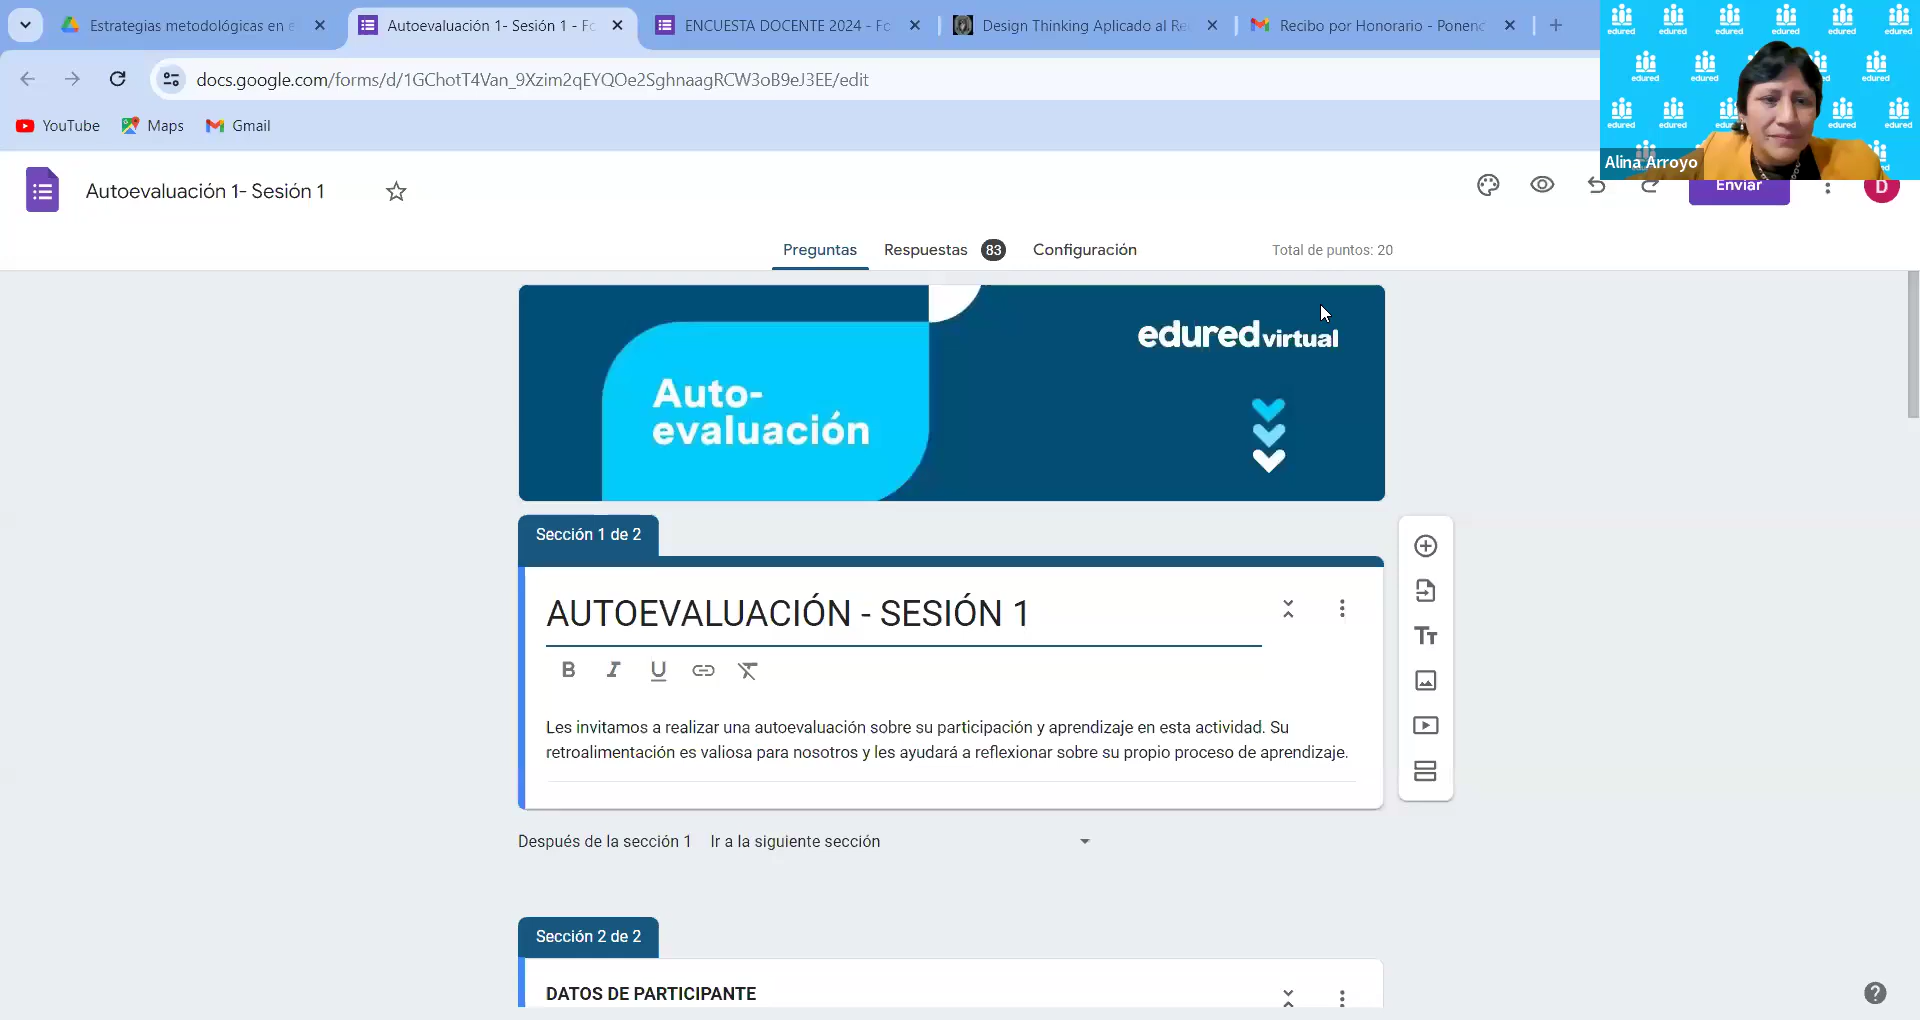 Estrategias metodológicas en e
Autoevaluación 1- Sesión 1 - Fo
ENCUESTA DOCENTE 2024 - Fo
Design Thinking Aplicado al Re
Recibo por Honorario - Ponenc
docs.google.com/forms/d/1GChotT4Van_9Xzim2qEYQOe2SghnaagRCW3oB9eJ3EE/edit
YouTube
Maps
Gmail
edured
Alina Arroyo
Autoevaluación 1- Sesión 1
Enviar
D
Preguntas
Respuestas 83
Configuración
Total de puntos: 20
Auto-
evaluación
edured virtual
Sección 1 de 2
AUTOEVALUACIÓN - SESIÓN 1
B I U
Tt
Les invitamos a realizar una autoevaluación sobre su participación y aprendizaje en esta actividad. Su
retroalimentación es valiosa para nosotros y les ayudará a reflexionar sobre su propio proceso de aprendizaje.
Después de la sección 1 Ir a la siguiente sección
Sección 2 de 2
DATOS DE PARTICIPANTE